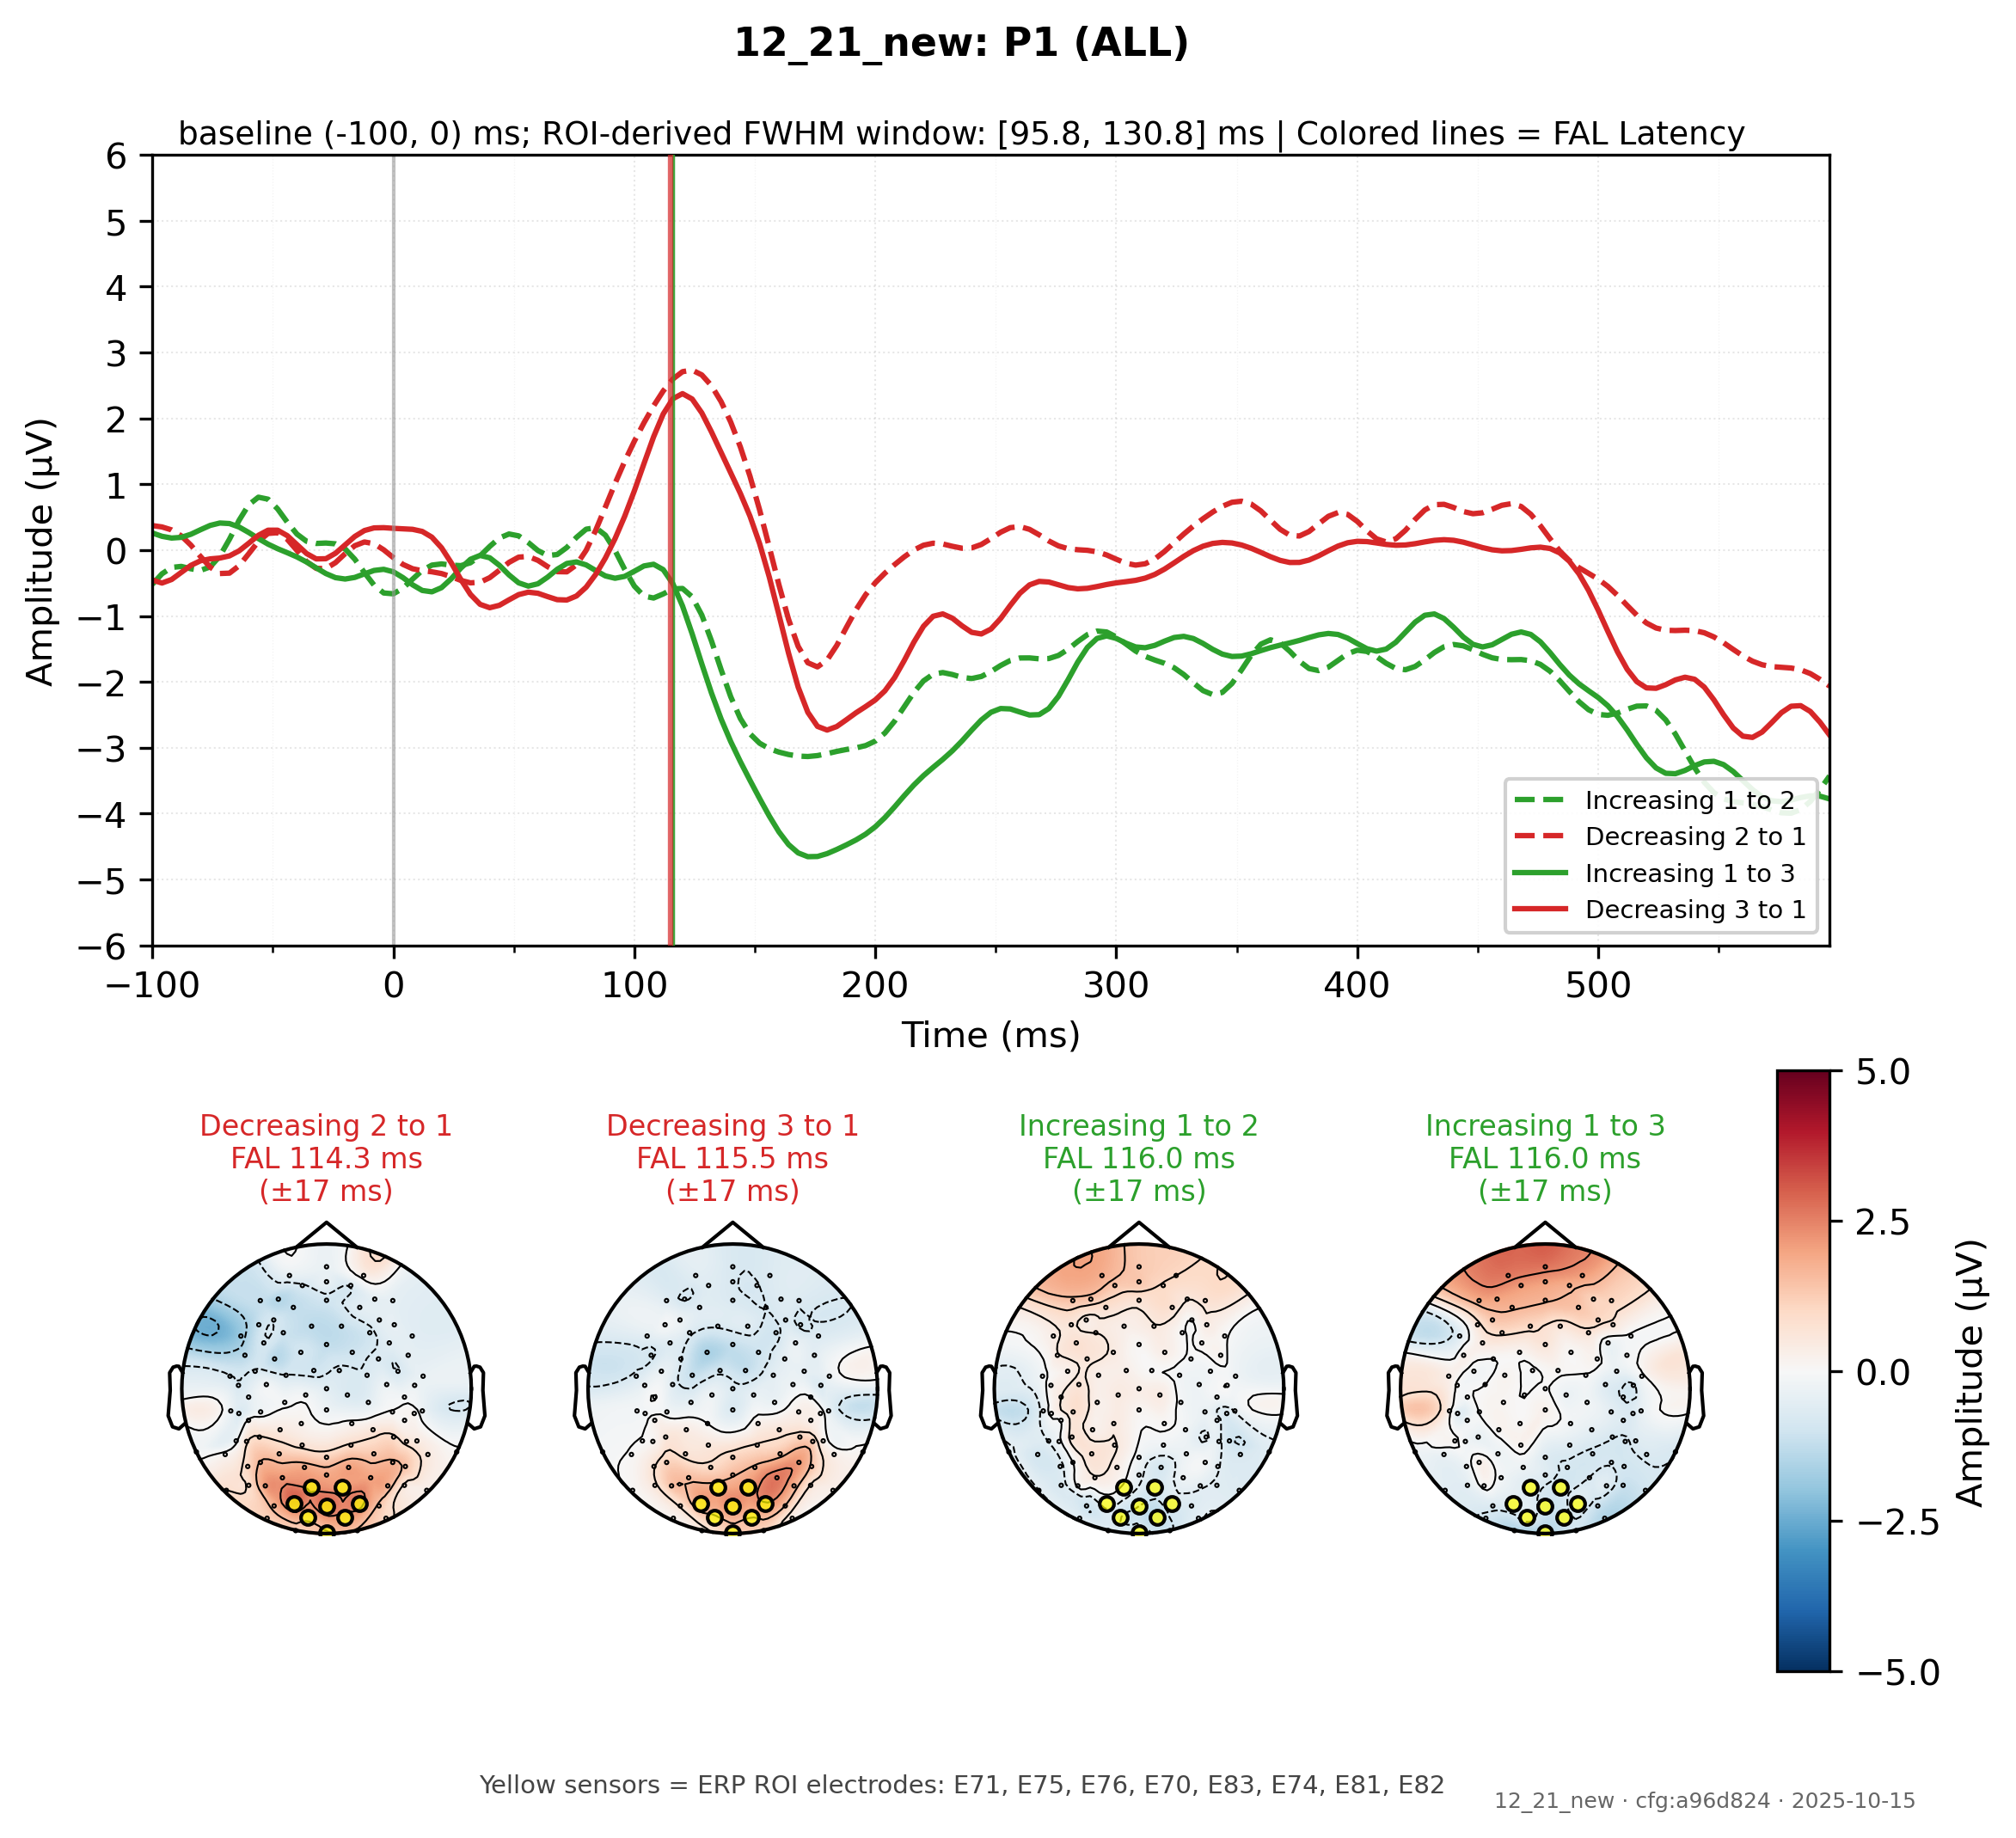 12_21_new: P1 (ALL)
baseline (-100, 0) ms; ROI-derived FWHM window: [95.8, 130.8] ms | Colored lines = FAL Latency
6
5
4
3
2
1
0
−1
−2
−3
−4
−5
−6
Amplitude (µV)
−100 0 100 200 300 400 500
Time (ms)
Increasing 1 to 2
Decreasing 2 to 1
Increasing 1 to 3
Decreasing 3 to 1
Decreasing 2 to 1
FAL 114.3 ms
(±17 ms)
Decreasing 3 to 1
FAL 115.5 ms
(±17 ms)
Increasing 1 to 2
FAL 116.0 ms
(±17 ms)
Increasing 1 to 3
FAL 116.0 ms
(±17 ms)
5.0
2.5
0.0
−2.5
−5.0
Amplitude (µV)
Yellow sensors = ERP ROI electrodes: E71, E75, E76, E70, E83, E74, E81, E82
12_21_new · cfg:a96d824 · 2025-10-15